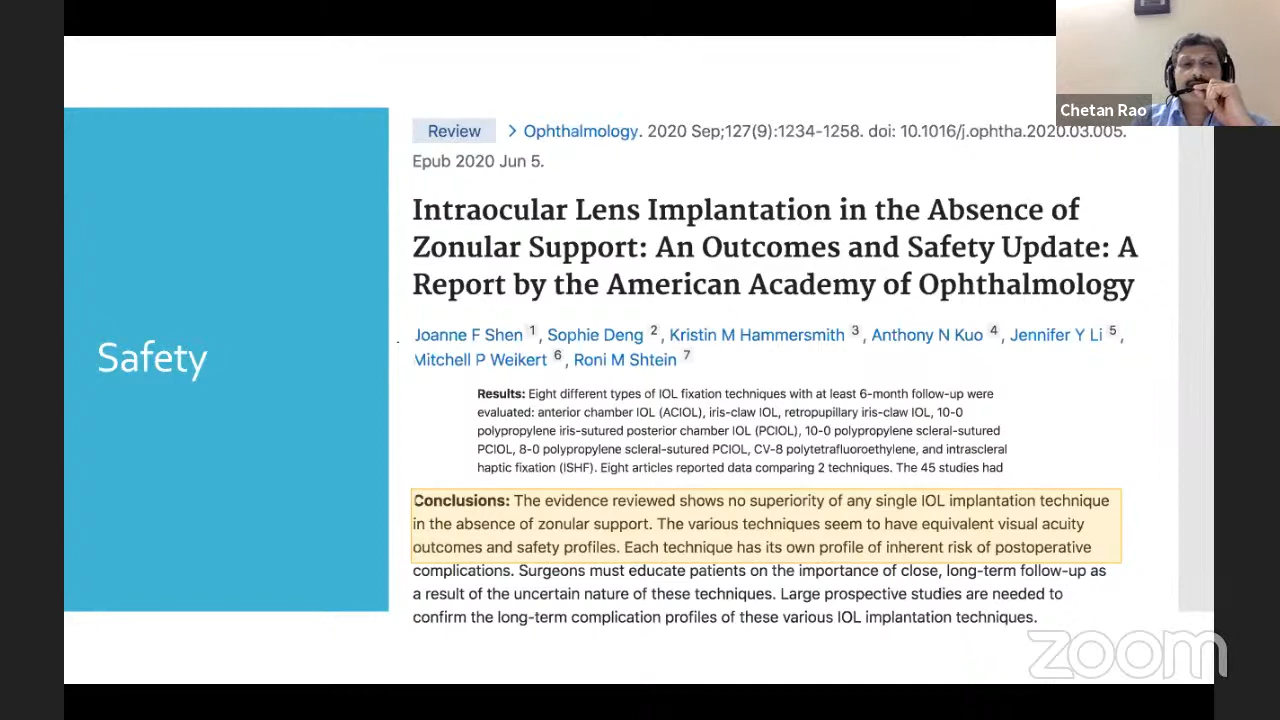 Chetan Rao
Review > Ophthalmology. 2020 Sep;127(9):1234-1258. doi: 10.1016/j.ophtha.2020.03.005.
Epub 2020 Jun 5.
Intraocular Lens Implantation in the Absence of
Zonular Support: An Outcomes and Safety Update: A
Report by the American Academy of Ophthalmology
Joanne F Shen 1, Sophie Deng 2, Kristin M Hammersmith 3, Anthony N Kuo 4, Jennifer Y Li 5,
Mitchell P Weikert 6, Roni M Shtein 7
Safety
Results: Eight different types of IOL fixation techniques with at least 6-month follow-up were
evaluated: anterior chamber IOL (ACIOL), iris-claw IOL, retropupillary iris-claw IOL, 10-0
polypropylene iris-sutured posterior chamber IOL (PCIOL), 10-0 polypropylene scleral-sutured
PCIOL, 8-0 polypropylene scleral-sutured PCIOL, CV-8 polytetrafluoroethylene, and intrascleral
haptic fixation (ISHF). Eight articles reported data comparing 2 techniques. The 45 studies had
Conclusions: The evidence reviewed shows no superiority of any single IOL implantation technique
in the absence of zonular support. The various techniques seem to have equivalent visual acuity
outcomes and safety profiles. Each technique has its own profile of inherent risk of postoperative
complications. Surgeons must educate patients on the importance of close, long-term follow-up as
a result of the uncertain nature of these techniques. Large prospective studies are needed to
confirm the long-term complication profiles of these various IOL implantation techniques.
zoom